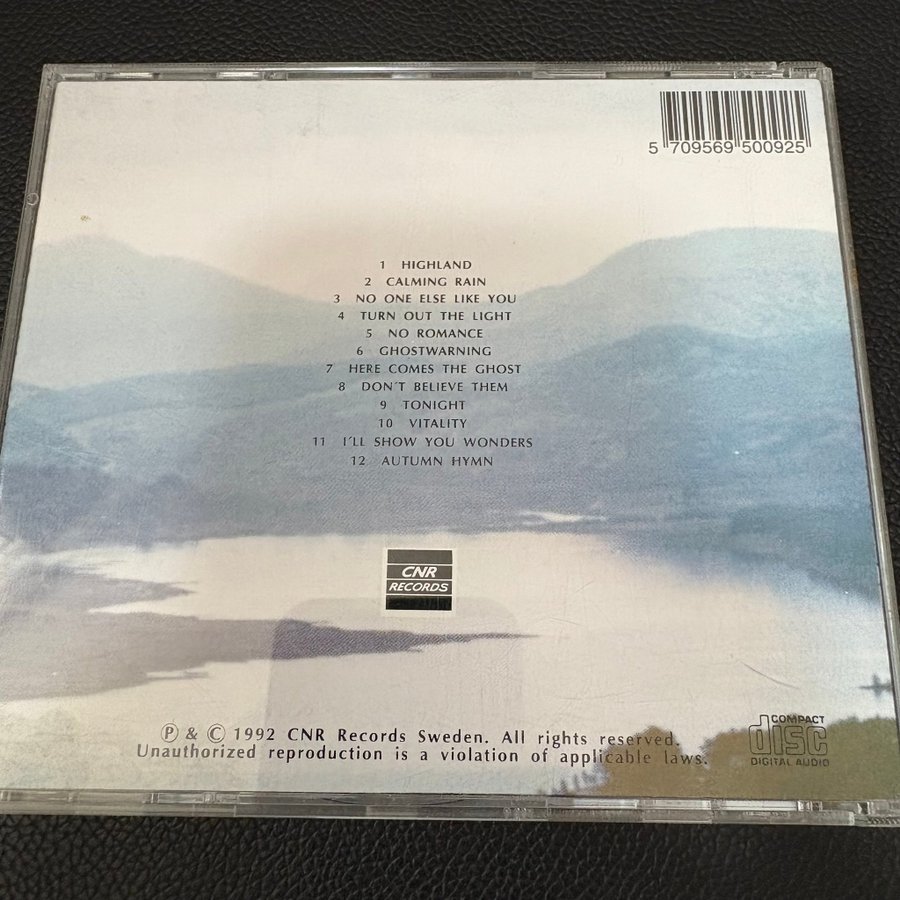 5 709569 500925
1 HIGHLAND
2 CALMING RAIN
3 NO ONE ELSE LIKE YOU
4 TURN OUT THE LIGHT
5 NO ROMANCE
6 GHOSTWARNING
7 HERE COMES THE GHOST
8 DON´T BELIEVE THEM
9 TONIGHT
10 VITALITY
11 I´LL SHOW YOU WONDERS
12 AUTUMN HYMN
CNR
RECORDS
Ⓟ & © 1992 CNR Records Sweden. All rights reserved.
Unauthorized reproduction is a violation of applicable laws.
COMPACT
disc
DIGITAL AUDIO